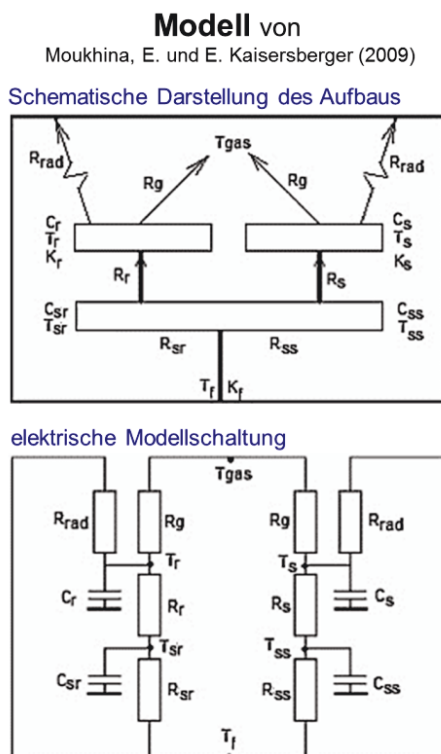 Modell von
Moukhina, E. und E. Kaisersberger (2009)
Schematische Darstellung des Aufbaus
Rrad Tgas Rrad
Rg Rg
Cr Cs
Tr Ts
Kr Ks
Rr Rs
Csr Css
Tsr Tss
Rsr Rss
Tf Kf
elektrische Modellschaltung
Tgas
Rrad Rg Rg Rrad
Tr Ts
Cr Rr Rs Cs
Tsr Tss
Csr Rsr Rss Css
Tf